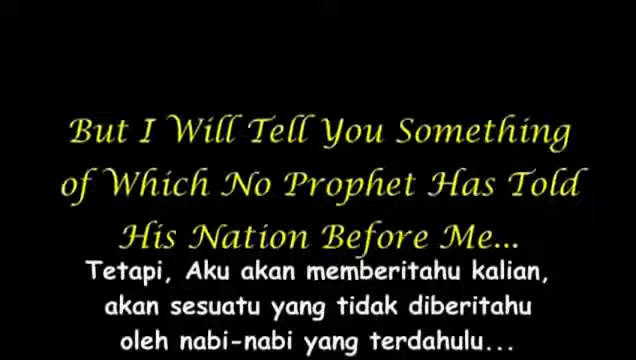 But I Will Tell You Something
of Which No Prophet Has Told
His Nation Before Me...
Tetapi, Aku akan memberitahu kalian,
akan sesuatu yang tidak diberitahu
oleh nabi-nabi yang terdahulu...